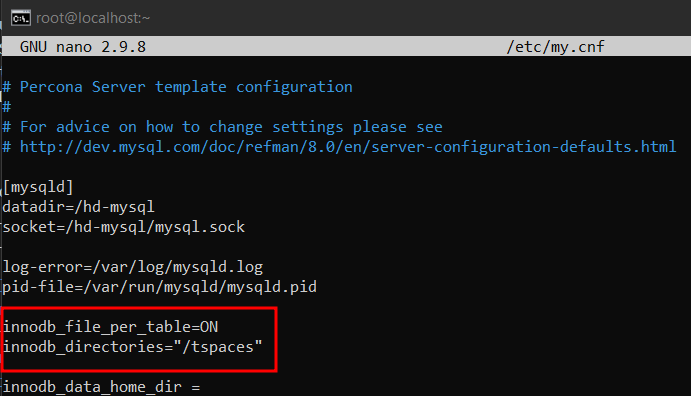 root@localhost:~
GNU nano 2.9.8 /etc/my.cnf
# Percona Server template configuration
#
# For advice on how to change settings please see
# http://dev.mysql.com/doc/refman/8.0/en/server-configuration-defaults.html
[mysqld]
datadir=/hd-mysql
socket=/hd-mysql/mysql.sock
log-error=/var/log/mysqld.log
pid-file=/var/run/mysqld/mysqld.pid
innodb_file_per_table=ON
innodb_directories="/tspaces"
innodb_data_home_dir =